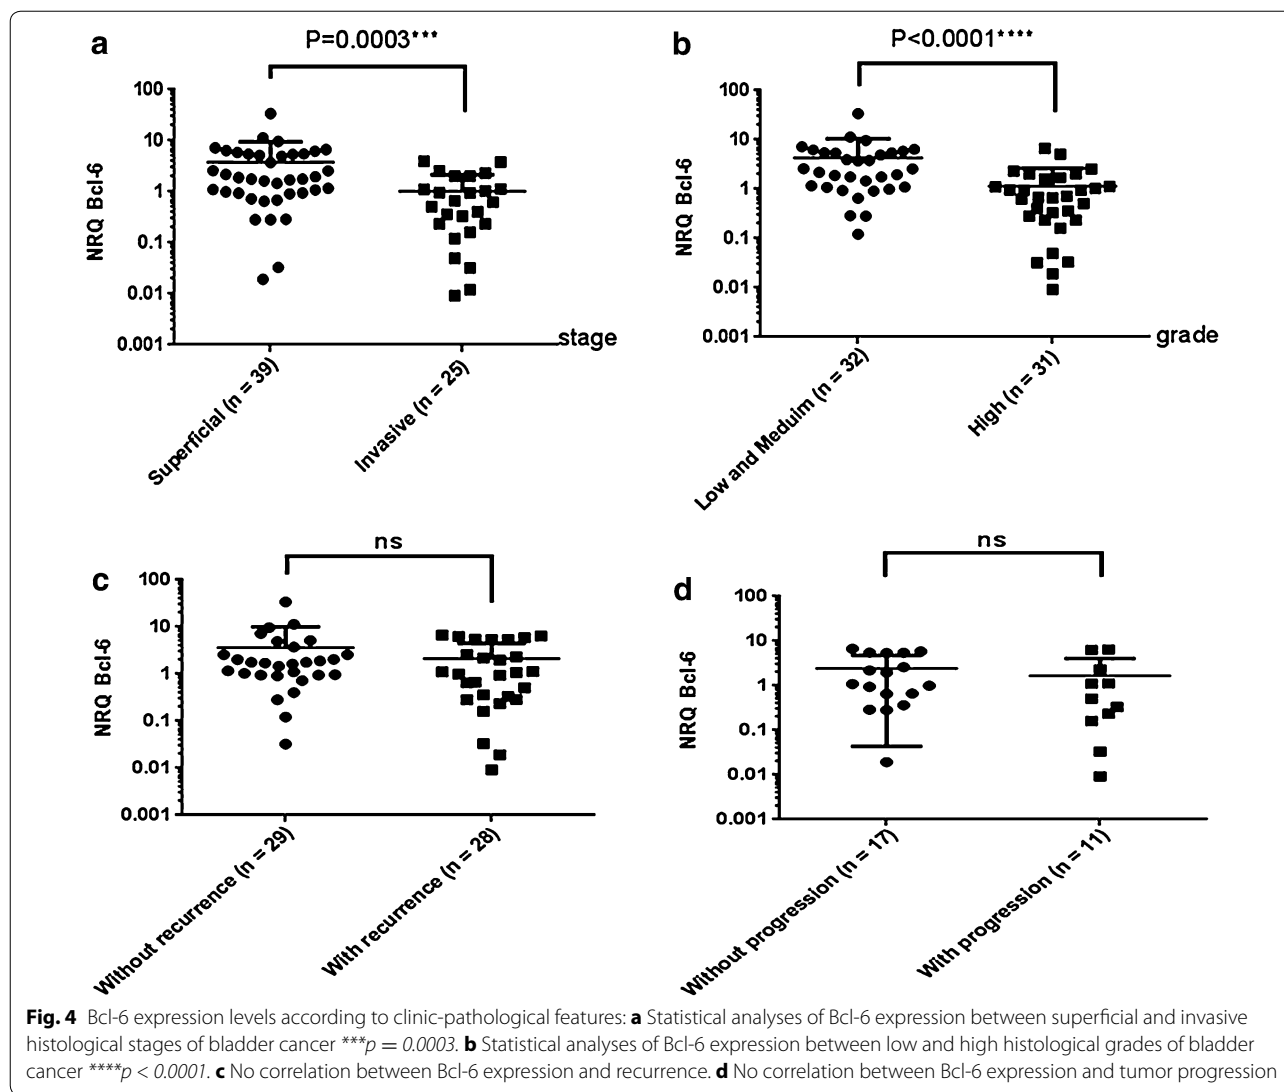 a
P=0.0003***
100
10
1
0.1
0.01
0.001
NRQ Bcl-6
stage
Superficial (n = 39)
Invasive (n = 25)
b
P<0.0001****
100
10
1
0.1
0.01
0.001
NRQ Bcl-6
grade
Low and Meduim (n = 32)
High (n = 31)
c
ns
100
10
1
0.1
0.01
0.001
NRQ Bcl-6
Without recurrence (n = 29)
With recurrence (n = 28)
d
ns
100
10
1
0.1
0.01
0.001
NRQ Bcl-6
Without progression (n = 17)
With progression (n = 11)
Fig. 4 Bcl-6 expression levels according to clinic-pathological features: a Statistical analyses of Bcl-6 expression between superficial and invasive
histological stages of bladder cancer ***p = 0.0003. b Statistical analyses of Bcl-6 expression between low and high histological grades of bladder
cancer ****p < 0.0001. c No correlation between Bcl-6 expression and recurrence. d No correlation between Bcl-6 expression and tumor progression